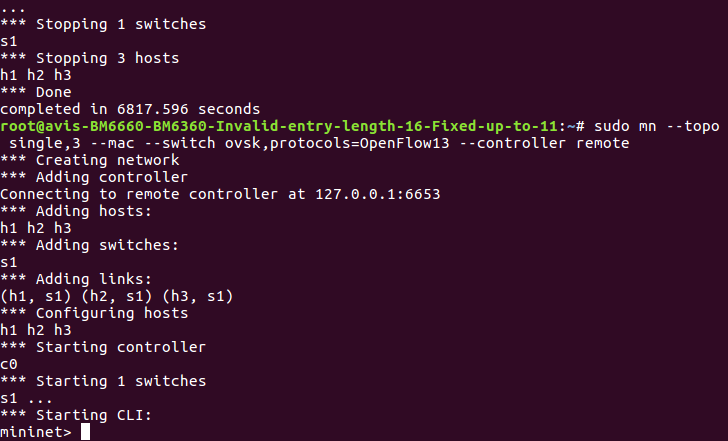 ...
*** Stopping 1 switches
s1
*** Stopping 3 hosts
h1 h2 h3
*** Done
completed in 6817.596 seconds
root@avis-BM6660-BM6360-Invalid-entry-length-16-Fixed-up-to-11:~# sudo mn --topo
 single,3 --mac --switch ovsk,protocols=OpenFlow13 --controller remote
*** Creating network
*** Adding controller
Connecting to remote controller at 127.0.0.1:6653
*** Adding hosts:
h1 h2 h3
*** Adding switches:
s1
*** Adding links:
(h1, s1) (h2, s1) (h3, s1)
*** Configuring hosts
h1 h2 h3
*** Starting controller
c0
*** Starting 1 switches
s1 ...
*** Starting CLI:
mininet>